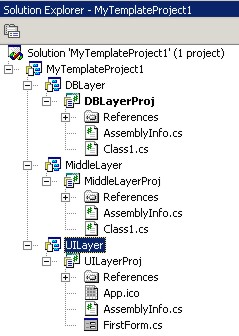 Solution Explorer - MyTemplateProject1
Solution 'MyTemplateProject1' (1 project)
MyTemplateProject1
DBLayer
DBLayerProj
References
AssemblyInfo.cs
Class1.cs
MiddleLayer
MiddleLayerProj
References
AssemblyInfo.cs
Class1.cs
UILayer
UILayerProj
References
App.ico
AssemblyInfo.cs
FirstForm.cs